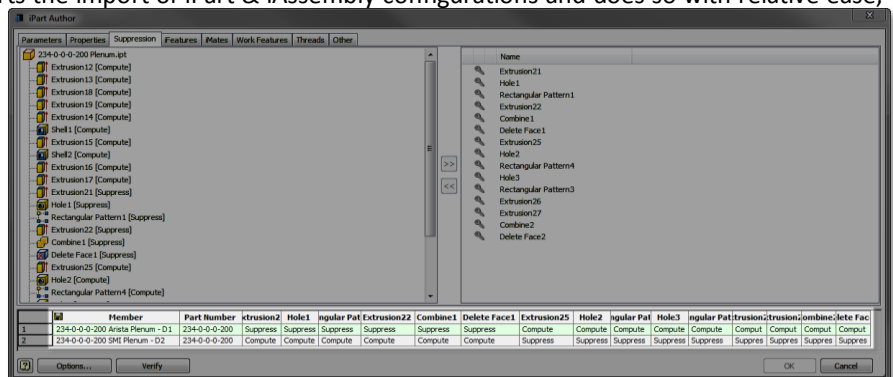 rts the import of iPart & iAssembly configurations and does so with relative ease,
iPart Author
Parameters Properties Suppression Features iMates Work Features Threads Other
234-0-0-0-200 Plenum.ipt
Extrusion12 [Compute]
Extrusion13 [Compute]
Extrusion18 [Compute]
Extrusion19 [Compute]
Extrusion14 [Compute]
Shell1 [Compute]
Extrusion15 [Compute]
Shell2 [Compute]
Extrusion16 [Compute]
Extrusion17 [Compute]
Extrusion21 [Suppress]
Hole1 [Suppress]
Rectangular Pattern1 [Suppress]
Extrusion22 [Suppress]
Combine1 [Suppress]
Delete Face1 [Suppress]
Extrusion25 [Compute]
Hole2 [Compute]
Rectangular Pattern4 [Compute]
>>
<<
Name
Extrusion21
Hole1
Rectangular Pattern1
Extrusion22
Combine1
Delete Face1
Extrusion25
Hole2
Rectangular Pattern4
Hole3
Rectangular Pattern3
Extrusion26
Extrusion27
Combine2
Delete Face2
Member Part Number xtrusion2 Hole1 ngular Pat Extrusion22 Combine1 Delete Face1 Extrusion25 Hole2 ngular Pat Hole3 ngular Pat trusion2 trusion2 ombine2 lete Fac
1 234-0-0-0-200 Arista Plenum - D1 234-0-0-0-200 Suppress Suppress Suppress Suppress Suppress Suppress Compute Compute Compute Compute Compute Comput Comput Comput Comput
2 234-0-0-0-200 SMI Plenum - D2 234-0-0-0-200 Compute Compute Compute Compute Compute Compute Suppress Suppress Suppress Suppress Suppress Suppres Suppres Suppres Suppres
? Options... Verify OK Cancel